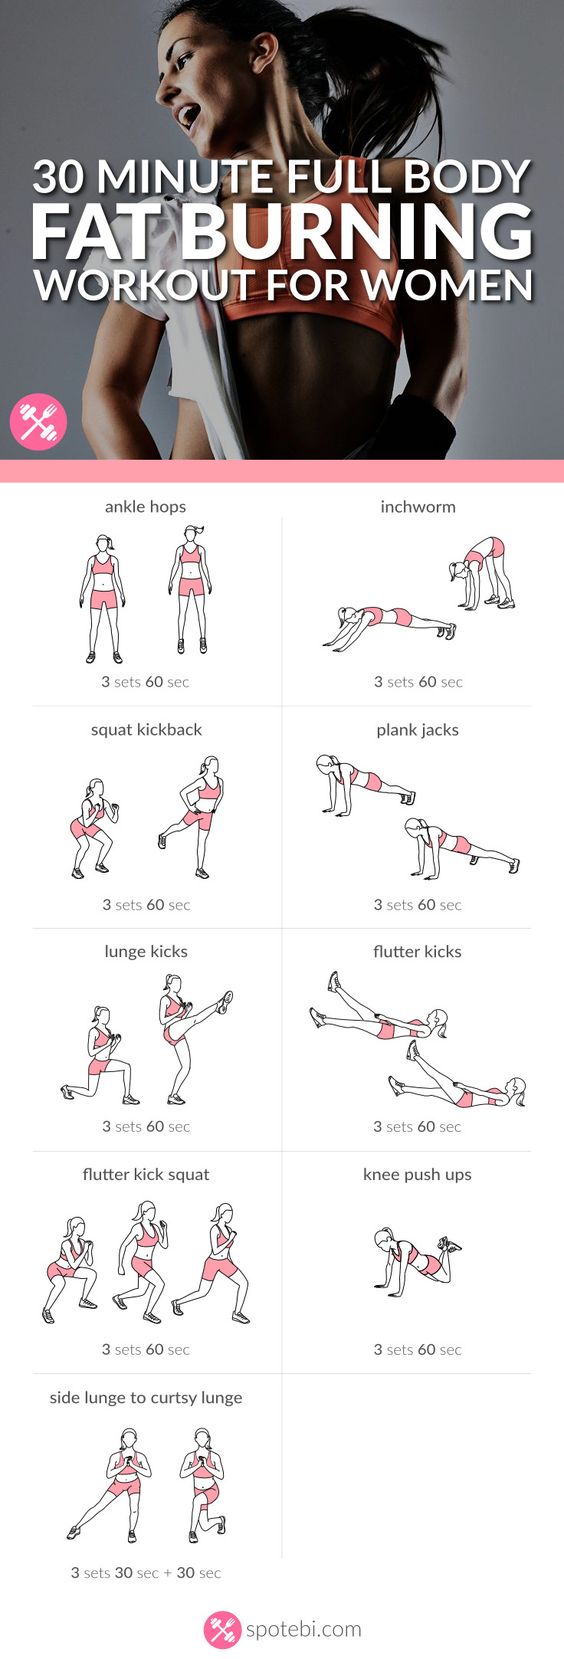 30 MINUTE FULL BODY
FAT BURNING
WORKOUT FOR WOMEN
ankle hops
3 sets 60 sec
inchworm
3 sets 60 sec
squat kickback
3 sets 60 sec
plank jacks
3 sets 60 sec
lunge kicks
3 sets 60 sec
flutter kicks
3 sets 60 sec
flutter kick squat
3 sets 60 sec
knee push ups
3 sets 60 sec
side lunge to curtsy lunge
3 sets 30 sec + 30 sec
spotebi.com